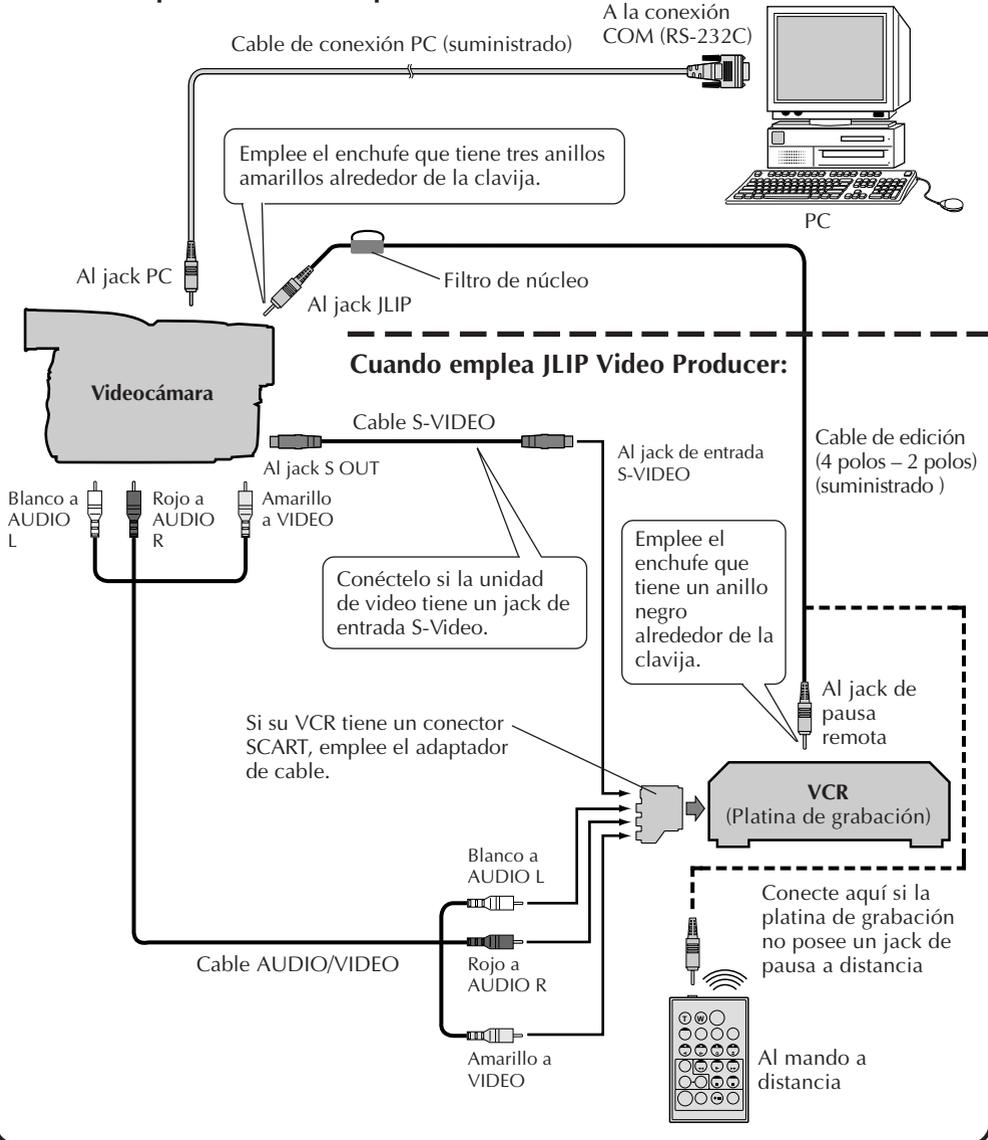 A la conexión
COM (RS-232C)
Cable de conexión PC (suministrado)
Emplee el enchufe que tiene tres anillos
amarillos alrededor de la clavija.
PC
Al jack PC
Filtro de núcleo
Al jack JLIP
Cuando emplea JLIP Video Producer:
Videocámara
Cable S-VIDEO
Al jack S OUT
Al jack de entrada
S-VIDEO
Cable de edición
(4 polos – 2 polos)
(suministrado )
Blanco a
AUDIO
L
Rojo a
AUDIO
R
Amarillo
a VIDEO
Conéctelo si la unidad
de video tiene un jack de
entrada S-Video.
Emplee el
enchufe que
tiene un anillo
negro
alrededor de la
clavija.
Al jack de
pausa
remota
Si su VCR tiene un conector
SCART, emplee el adaptador
de cable.
VCR
(Platina de grabación)
Blanco a
AUDIO L
Conecte aquí si la
platina de grabación
no posee un jack de
pausa a distancia
Cable AUDIO/VIDEO
Rojo a
AUDIO R
T W
Amarillo a
VIDEO
Al mando a
distancia